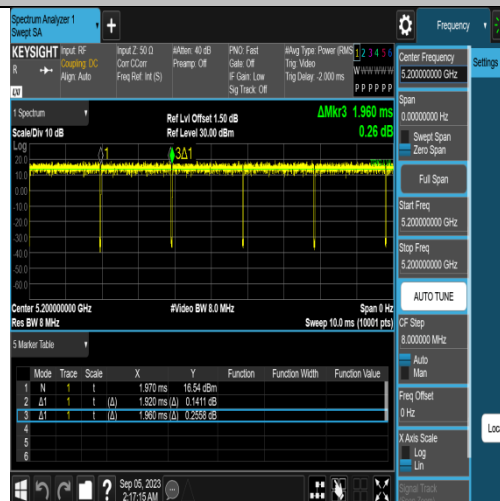 Spectrum Analyzer 1
Swept SA
Frequency
KEYSIGHT
Input: RF
Coupling: DC
Align: Auto
Input Z: 50 Ω
Corr CCorr
Freq Ref: Int (S)
#Atten: 40 dB
Preamp: Off
PNO: Fast
Gate: Off
IF Gain: Low
Sig Track: Off
#Avg Type: Power (RMS
Trig: Video
Trig Delay: -2.000 ms
1 2 3 4 5 6
W W W W W W
P P P P P P
R
LXI
1 Spectrum
Scale/Div 10 dB
Ref Lvl Offset 1.50 dB
Ref Level 30.00 dBm
ΔMkr3 1.960 ms
0.26 dB
Log
20.0
10.0
0.00
-10.0
-20.0
-30.0
-40.0
-50.0
-60.0
1
3Δ1
Center 5.200000000 GHz
Res BW 8 MHz
#Video BW 8.0 MHz
Span 0 Hz
Sweep 10.0 ms (10001 pts)
5 Marker Table
Mode Trace Scale X Y Function Function Width Function Value
1 N 1 t 1.970 ms 16.54 dBm
2 Δ1 1 t (Δ) 1.920 ms (Δ) 0.1411 dB
3 Δ1 1 t (Δ) 1.960 ms (Δ) 0.2558 dB
4
5
6
Sep 05, 2023
2:17:15 AM
Center Frequency
5.200000000 GHz
Settings
Span
0.00000000 Hz
Swept Span
Zero Span
Full Span
Start Freq
5.200000000 GHz
Stop Freq
5.200000000 GHz
AUTO TUNE
CF Step
8.000000 MHz
Auto
Man
Freq Offset
0 Hz
X Axis Scale
Log
Lin
Loc
Signal Track